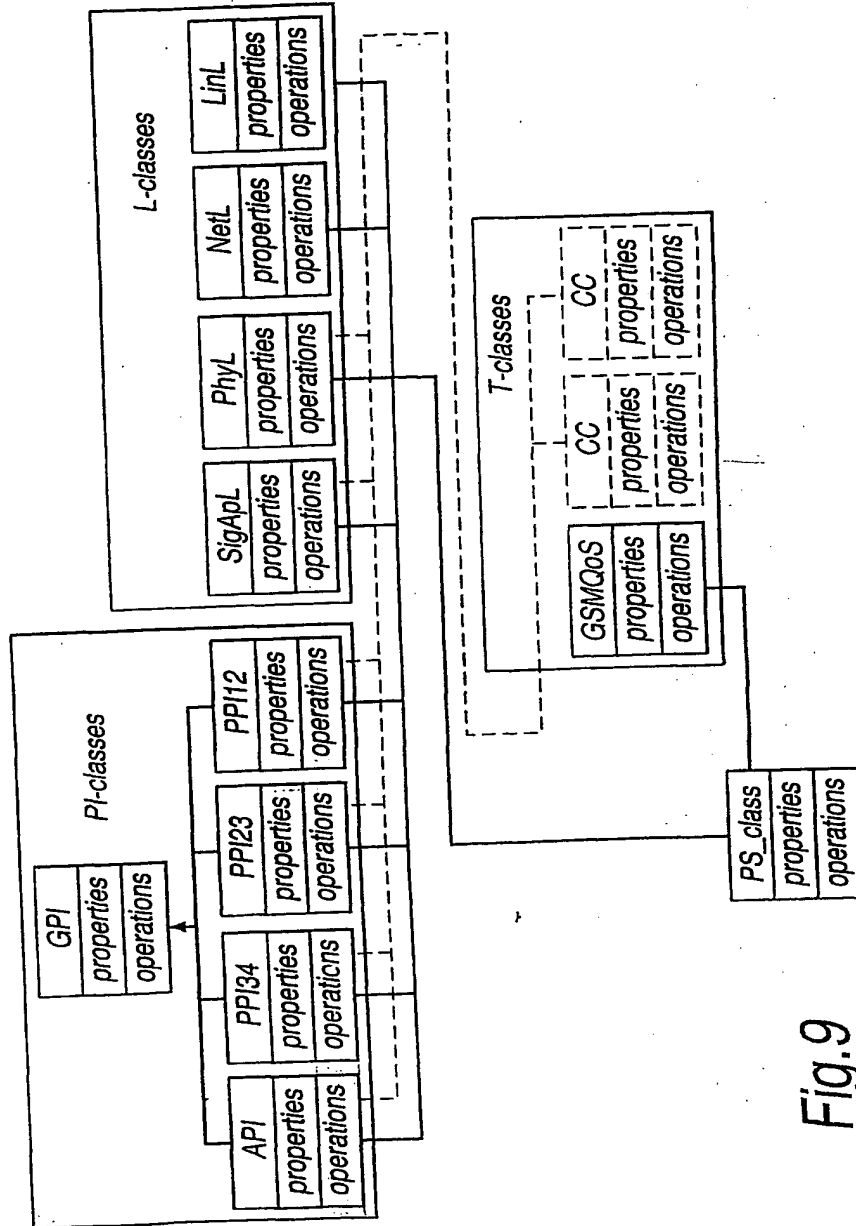 PI-classes
GPI
properties
operations
API
properties
operations
PPI34
properties
operations
PPI23
properties
operations
PPI12
properties
operations
L-classes
SigApL
properties
operations
PhyL
properties
operations
NetL
properties
operations
LinL
properties
operations
T-classes
GSMQoS
properties
operations
CC
properties
operations
CC
properties
operations
PS_class
properties
operations
Fig.9